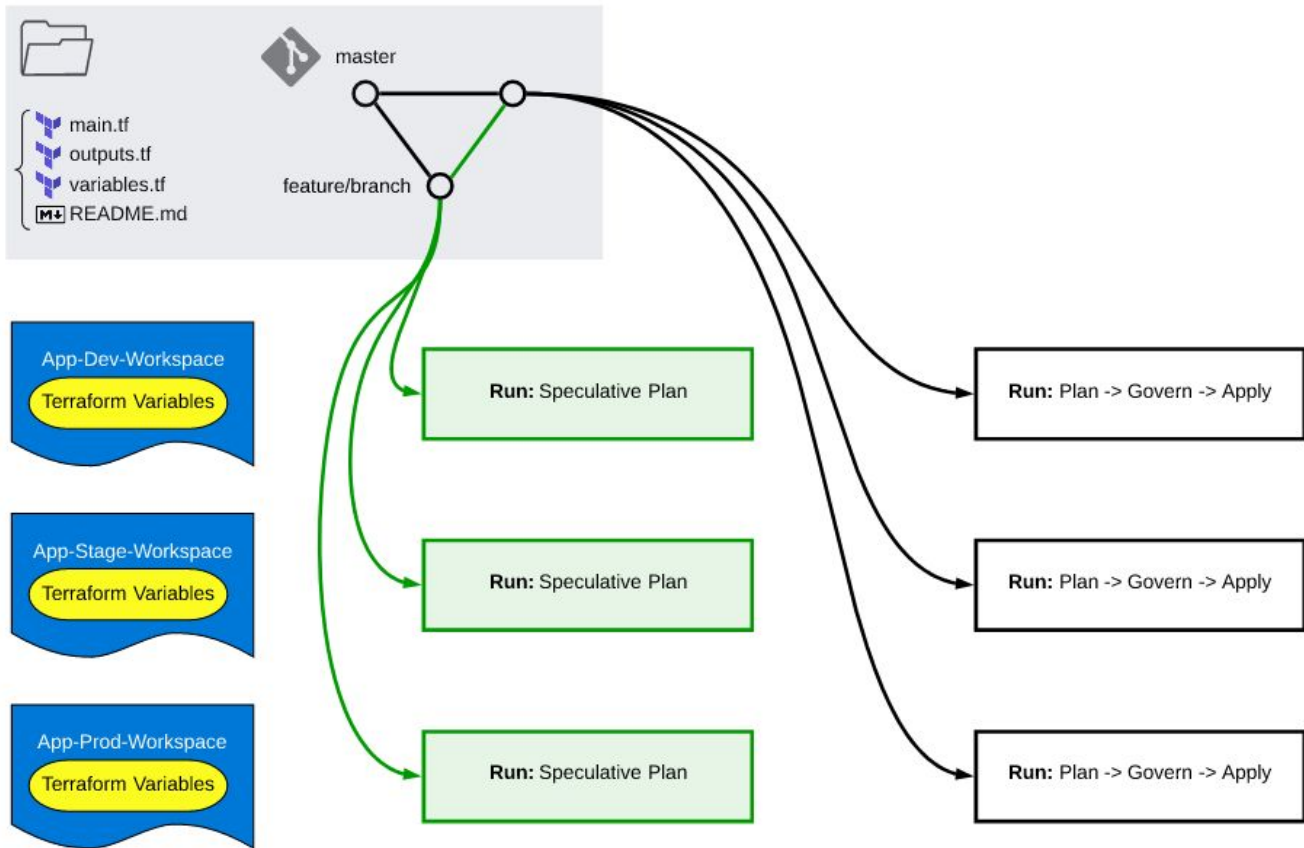 master
main.tf
outputs.tf
variables.tf
M↓ README.md
feature/branch
App-Dev-Workspace
Terraform Variables
Run: Speculative Plan
Run: Plan -> Govern -> Apply
App-Stage-Workspace
Terraform Variables
Run: Speculative Plan
Run: Plan -> Govern -> Apply
App-Prod-Workspace
Terraform Variables
Run: Speculative Plan
Run: Plan -> Govern -> Apply